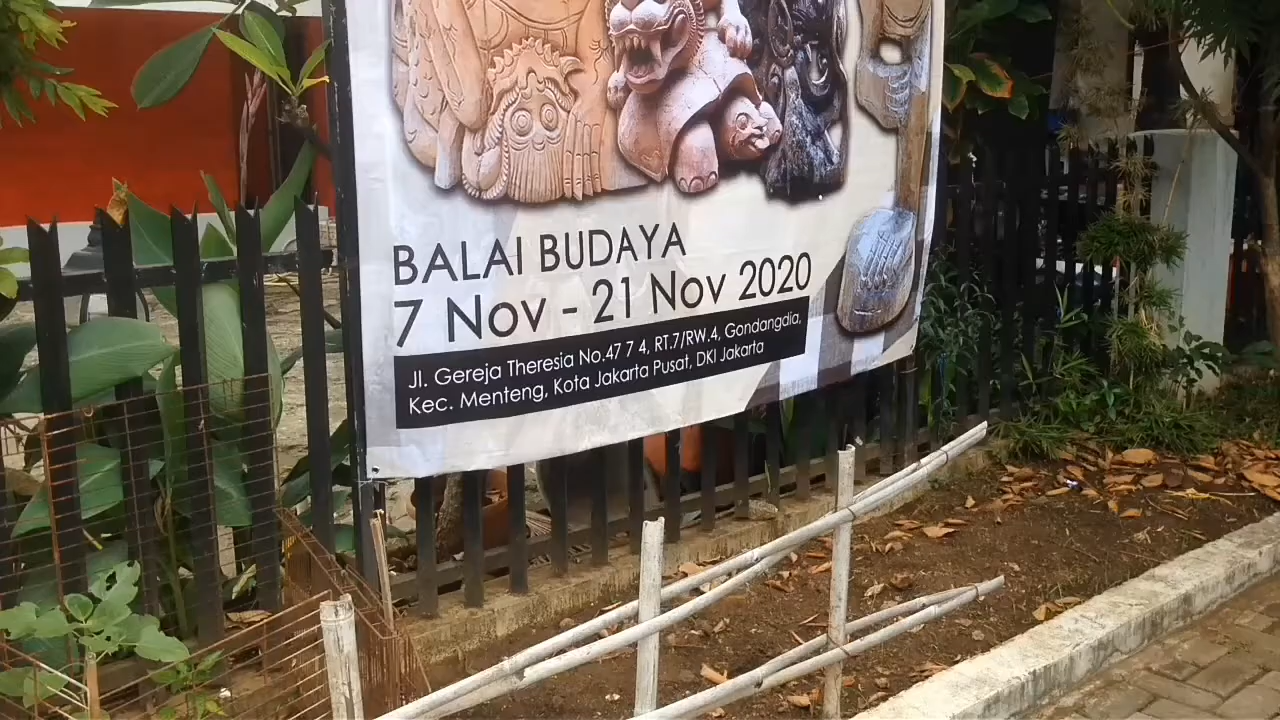 BALAI BUDAYA
7 Nov - 21 Nov 2020
Jl. Gereja Theresia No.47 7 4, RT.7/RW.4, Gondangdia,
Kec. Menteng, Kota Jakarta Pusat, DKI Jakarta